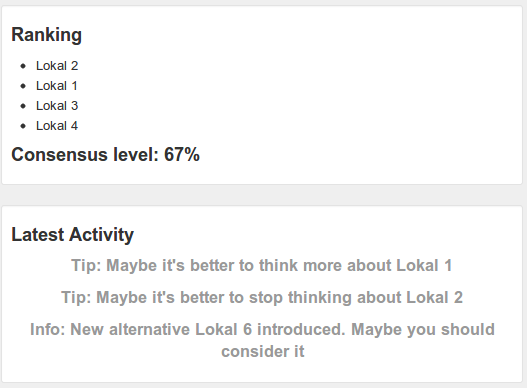 Ranking
Lokal 2
Lokal 1
Lokal 3
Lokal 4
Consensus level: 67%
Latest Activity
Tip: Maybe it's better to think more about Lokal 1
Tip: Maybe it's better to stop thinking about Lokal 2
Info: New alternative Lokal 6 introduced. Maybe you should
consider it